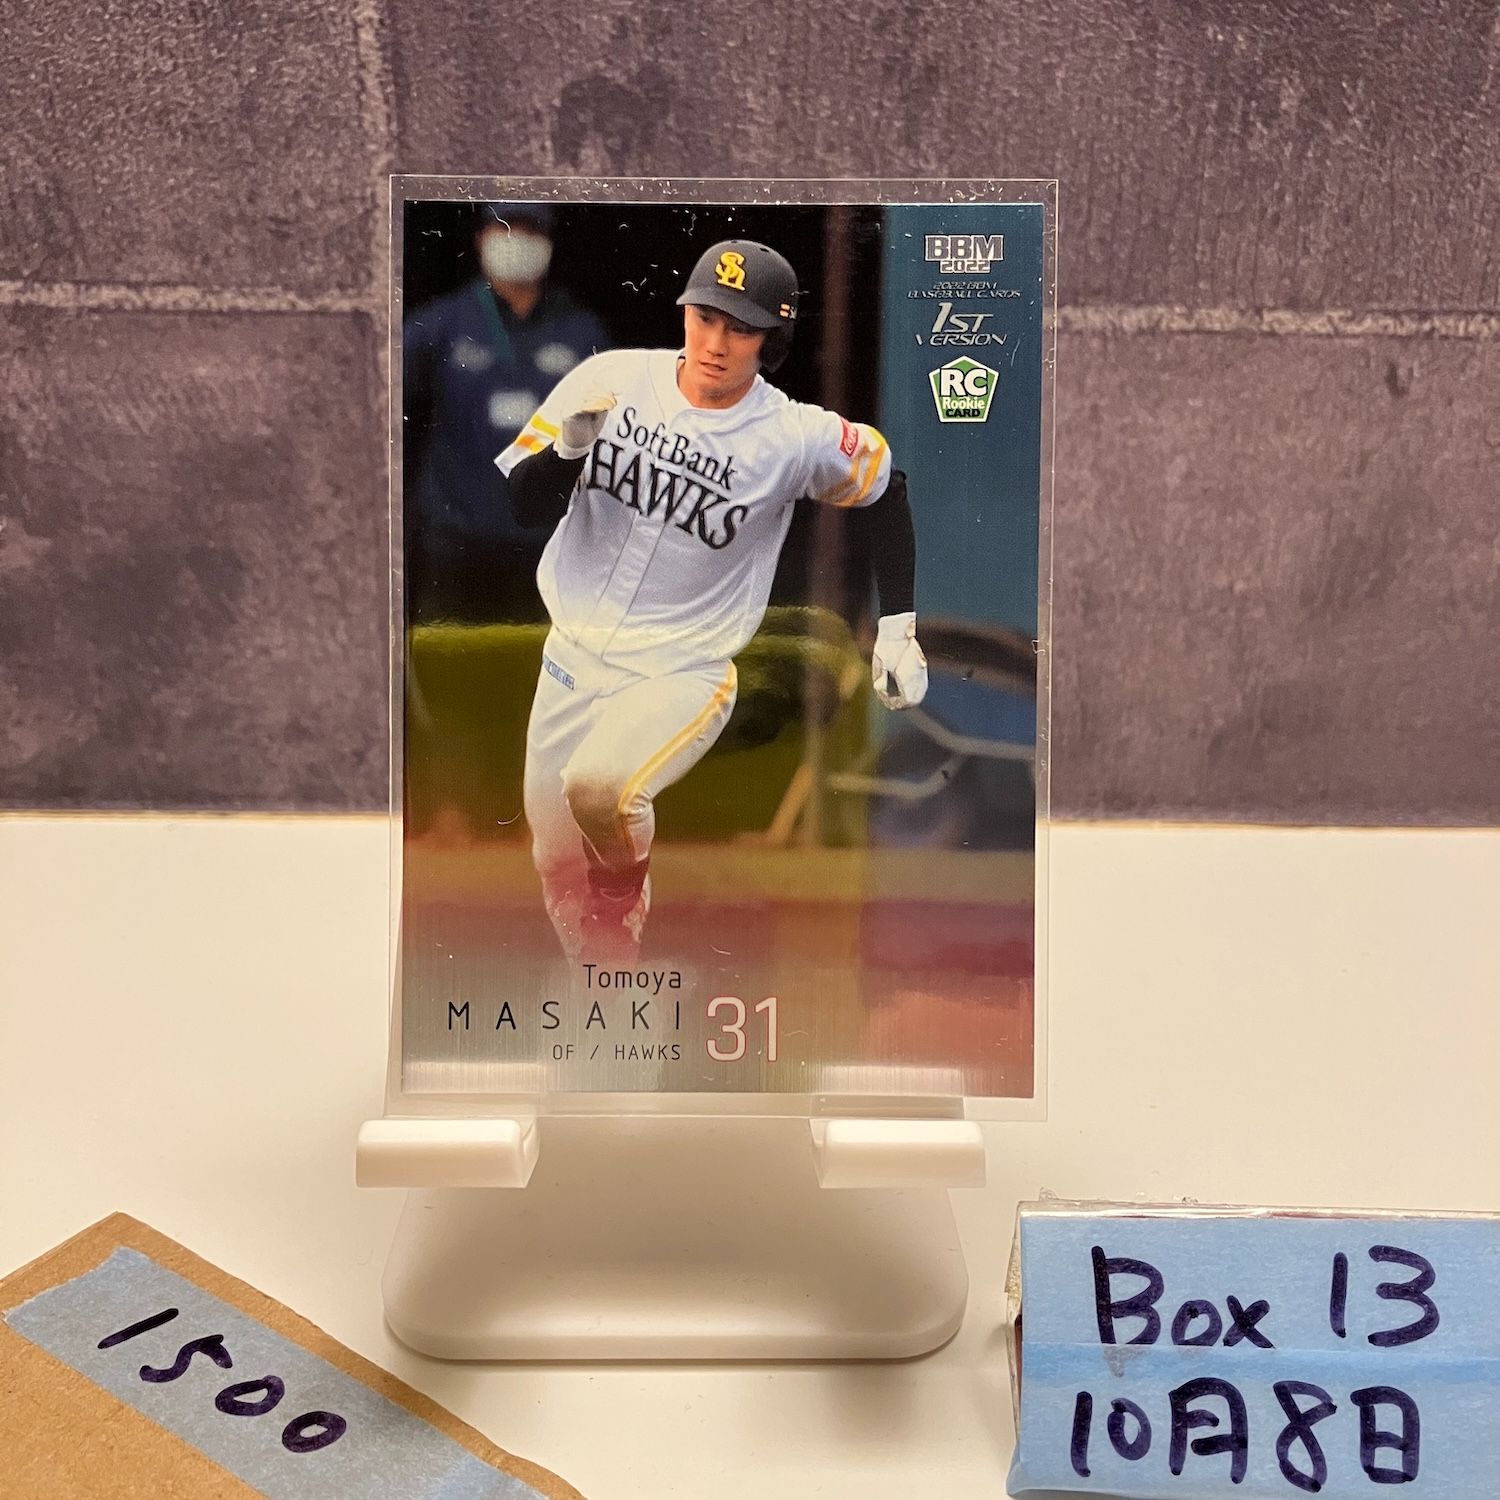 BBM
2022
2022 BBM
BASEBALL CARDS
1ST
VERSION
RC
Rookie
CARD
SoftBank
HAWKS
Tomoya
MASAKI 31
OF / HAWKS
1500
Box 13
10月8日